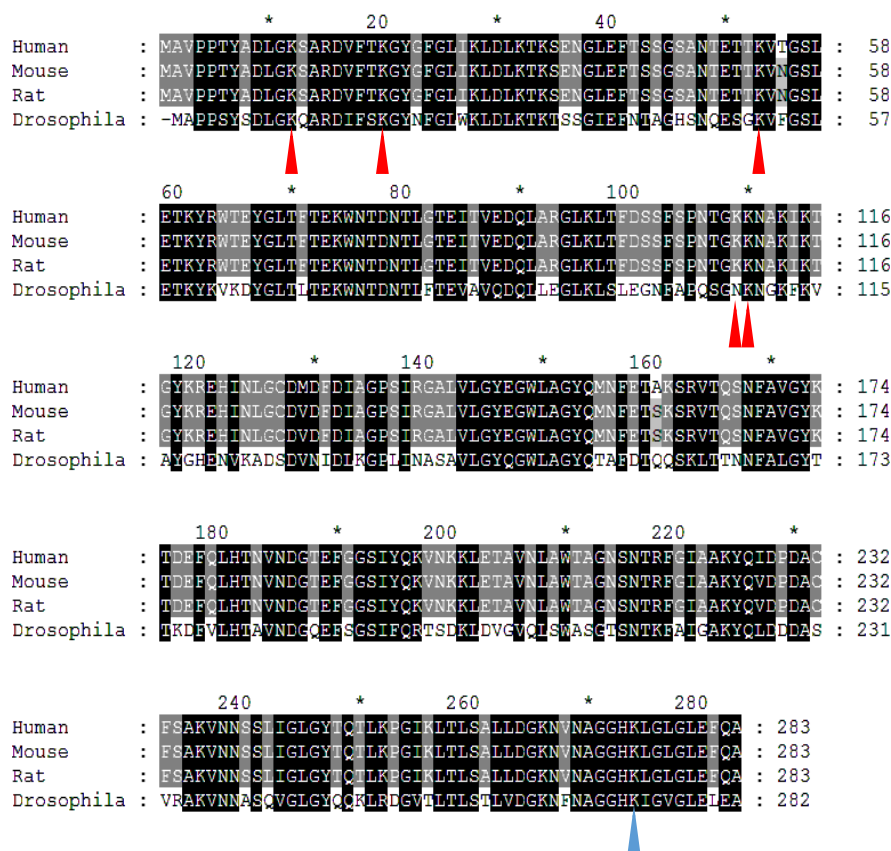 * 20 * 40 *
Human : MAVPPTYADLGKSARDVFTKGYGFGLIKLDLKTKSENGLEFTSSGSANTETTKVTGSL : 58
Mouse : MAVPPTYADLGKSARDVFTKGYGFGLIKLDLKTKSENGLEFTSSGSANTETTKVNGSL : 58
Rat : MAVPPTYADLGKSARDVFTKGYGFGLIKLDLKTKSENGLEFTSSGSANTETTKVNGSL : 58
Drosophila : -MAPPSYSDLGKQARDIFSKGYNFGLWKLDLKTKTSSGIEFNTAGHSNQESGKVFGSL : 57
60 * 80 * 100 *
Human : ETKYRWTEYGLTFTEKWNTDNTLGTEITVEDQLARGLKLTFDSSFSPNTGKKNAKIKT : 116
Mouse : ETKYRWTEYGLTFTEKWNTDNTLGTEITVEDQLARGLKLTFDSSFSPNTGKKNAKIKT : 116
Rat : ETKYRWTEYGLTFTEKWNTDNTLGTEITVEDQLARGLKLTFDSSFSPNTGKKNAKIKT : 116
Drosophila : ETKYKVKDYGLTLTEKWNTDNTLFTEVAVQDQLLEGLKLSLEGNFAPQSGNKNGKFKV : 115
120 * 140 * 160 *
Human : GYKREHINLGCDMDFDIAGPSIRGALVLGYEGWLAGYQMNFETAKSRVTQSNFAVGYK : 174
Mouse : GYKREHINLGCDVDFDIAGPSIRGALVLGYEGWLAGYQMNFETSKSRVTQSNFAVGYK : 174
Rat : GYKREHINLGCDVDFDIAGPSIRGALVLGYEGWLAGYQMNFETSKSRVTQSNFAVGYK : 174
Drosophila : AYGHENVKADSDVNIDLKGPLINASAVLGYQGWLAGYQTAFDTQQSKLTTNNFALGYT : 173
180 * 200 * 220 *
Human : TDEFQLHTNVNDGTEFGGSIYQKVNKKLETAVNLAWTAGNSNTRFGIAAKYQIDPDAC : 232
Mouse : TDEFQLHTNVNDGTEFGGSIYQKVNKKLETAVNLAWTAGNSNTRFGIAAKYQVDPDAC : 232
Rat : TDEFQLHTNVNDGTEFGGSIYQKVNKKLETAVNLAWTAGNSNTRFGIAAKYQVDPDAC : 232
Drosophila : TKDFVLHTAVNDGQEFSGSIFQRTSDKLDVGVQLSWASGTSNTKFAIGAKYQLDDDAS : 231
240 * 260 * 280
Human : FSAKVNNSSLIGLGYTQTLKPGIKLTLSALLDGKNVNAGGHKLGLGLEFQA : 283
Mouse : FSAKVNNSSLIGLGYTQTLKPGIKLTLSALLDGKNVNAGGHKLGLGLEFQA : 283
Rat : FSAKVNNSSLIGLGYTQTLKPGIKLTLSALLDGKNVNAGGHKLGLGLEFQA : 283
Drosophila : VRAKVNNASQVGLGYQQKLRDGVTLTLSTLVDGKNFNAGGHKIGVGLELEA : 282